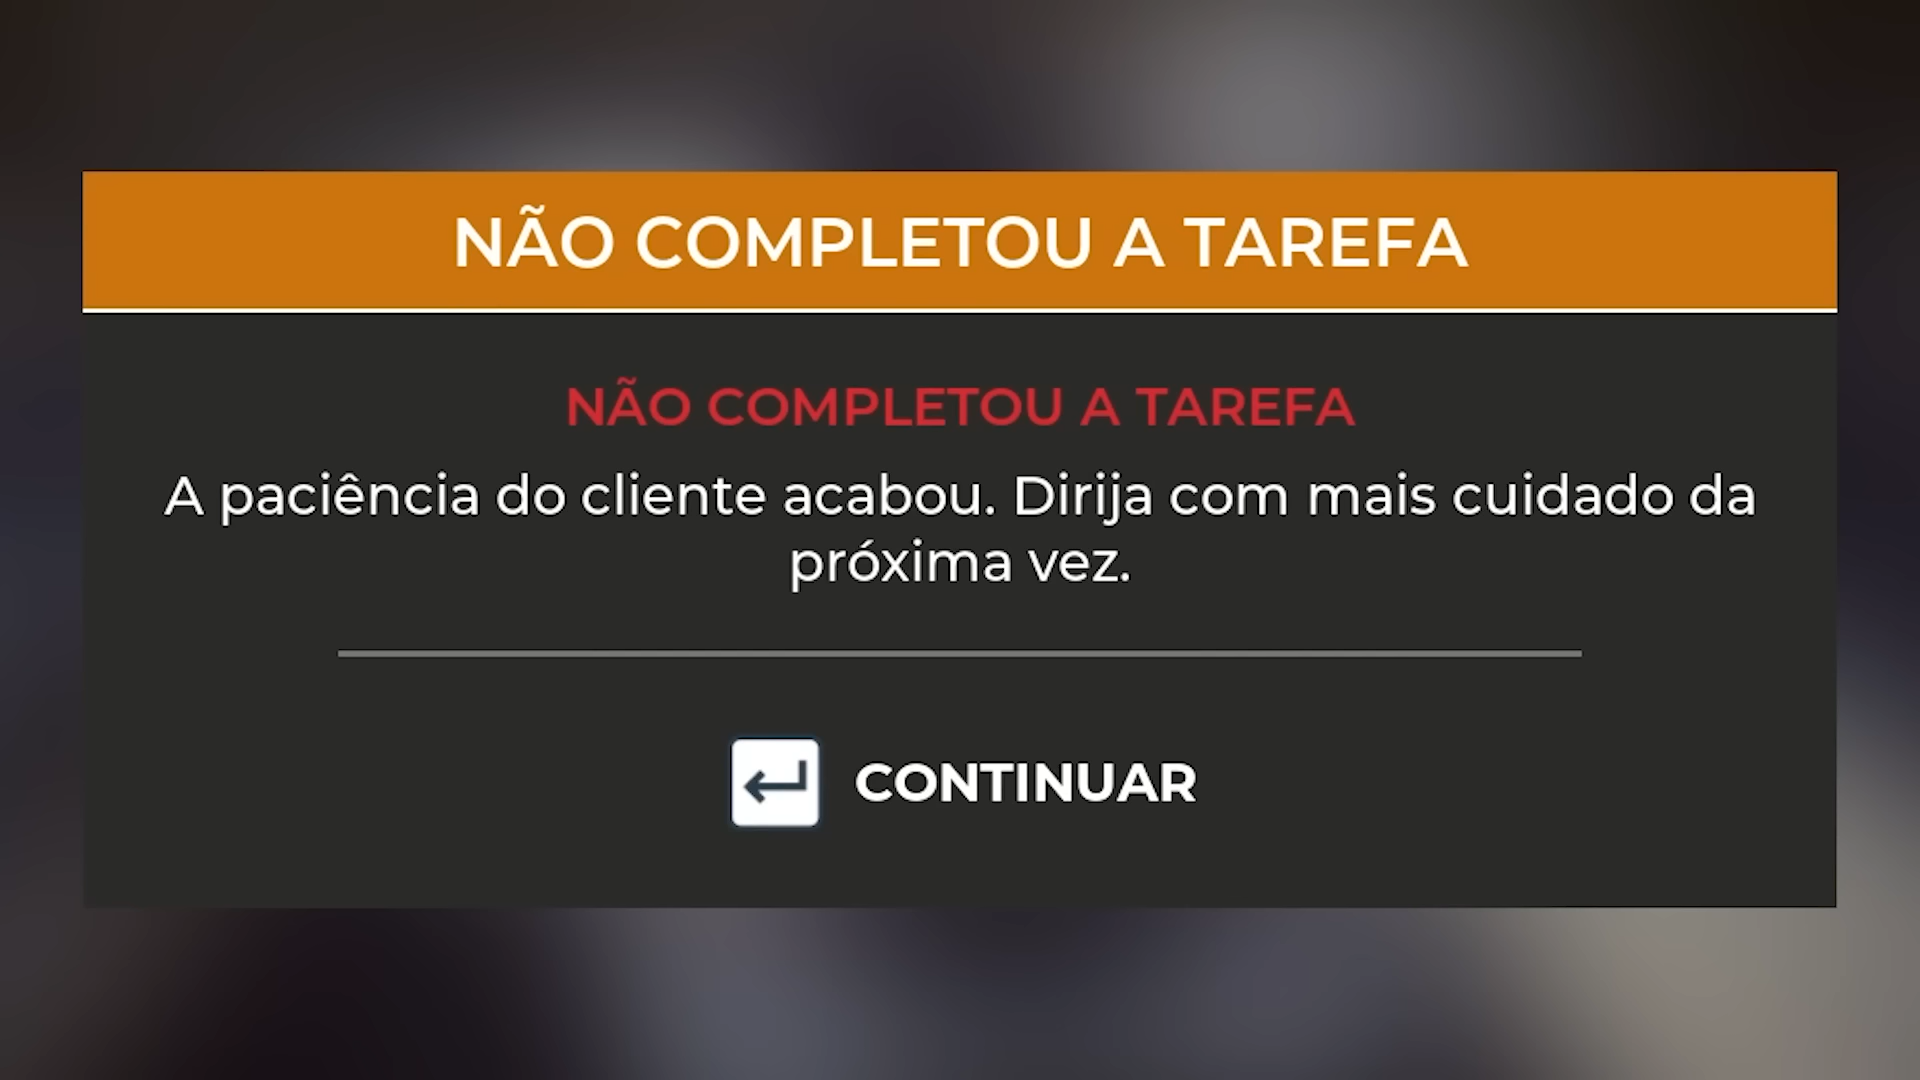 NÃO COMPLETOU A TAREFA
NÃO COMPLETOU A TAREFA
A paciência do cliente acabou. Dirija com mais cuidado da
próxima vez.
CONTINUAR